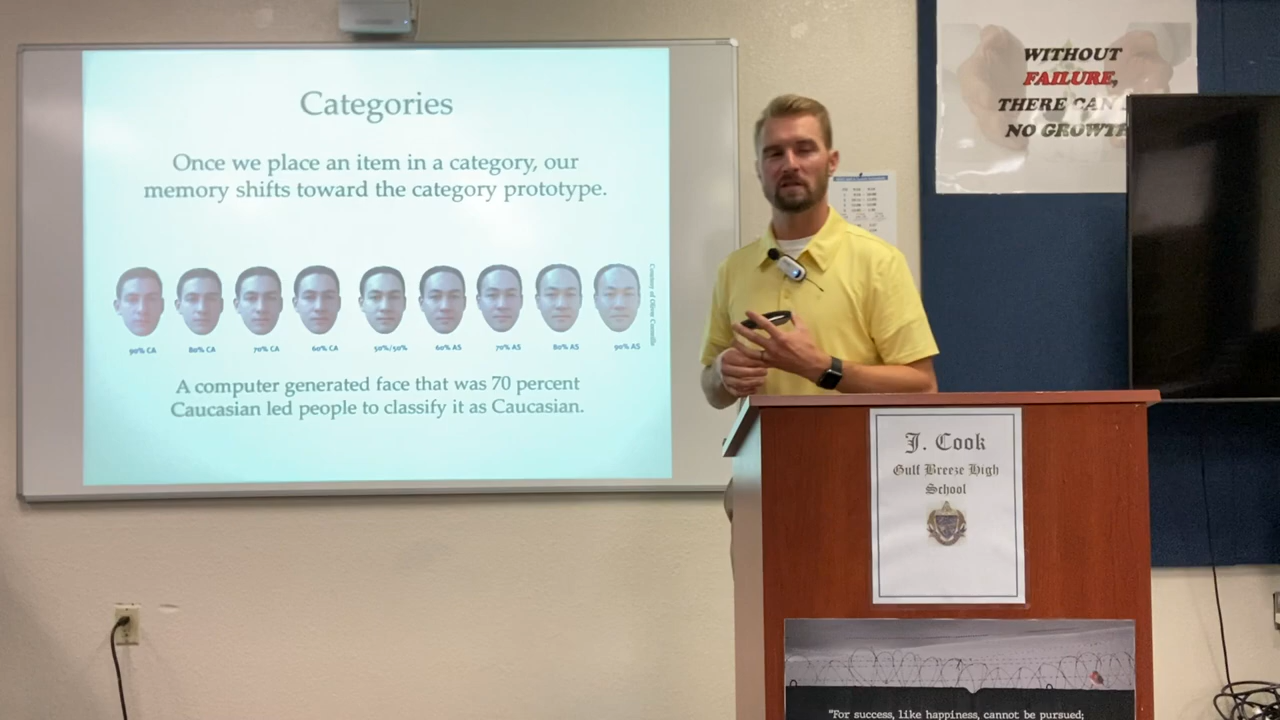 Categories
Once we place an item in a category, our
memory shifts toward the category prototype.
90% CA 80% CA 70% CA 60% CA 50%/50% 60% AS 70% AS 80% AS 90% AS
A computer generated face that was 70 percent
Caucasian led people to classify it as Caucasian.
WITHOUT
FAILURE,
THERE CAN
NO GROWTH
J. Cook
Gulf Breeze High
School
"For success, like happiness, cannot be pursued;